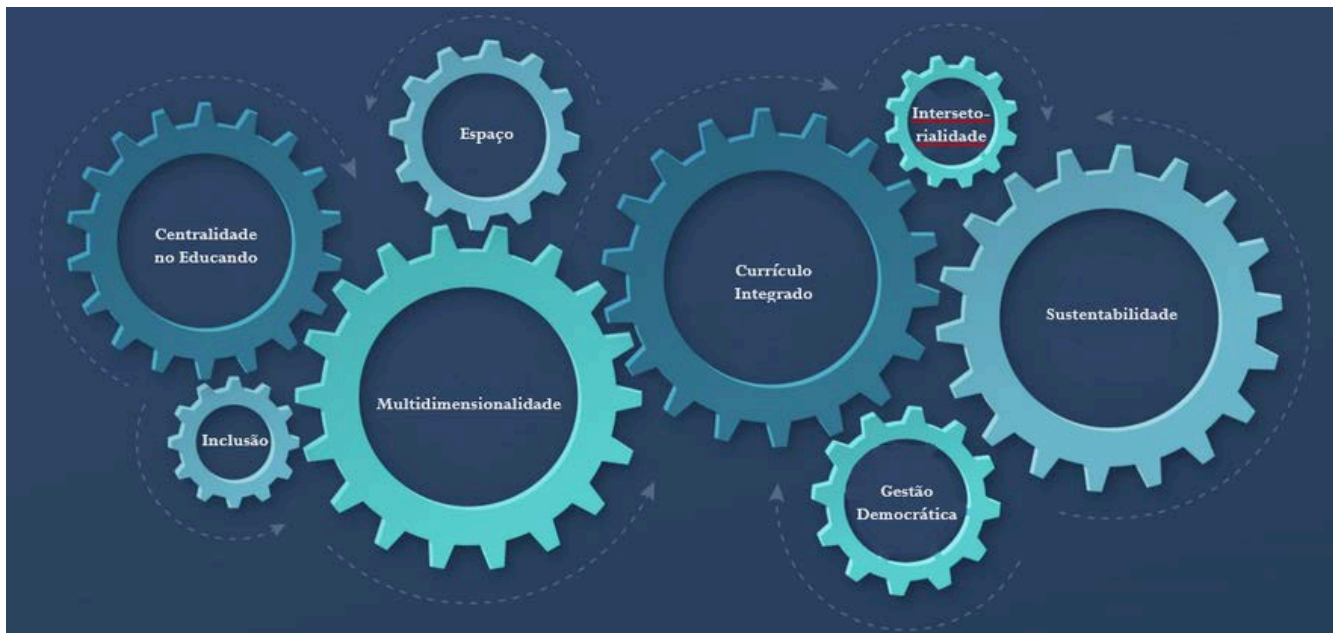 Centralidade
no Educando
Espaço
Inclusão
Multidimensionalidade
Currículo
Integrado
Interseto-
rialidade
Gestão
Democrática
Sustentabilidade